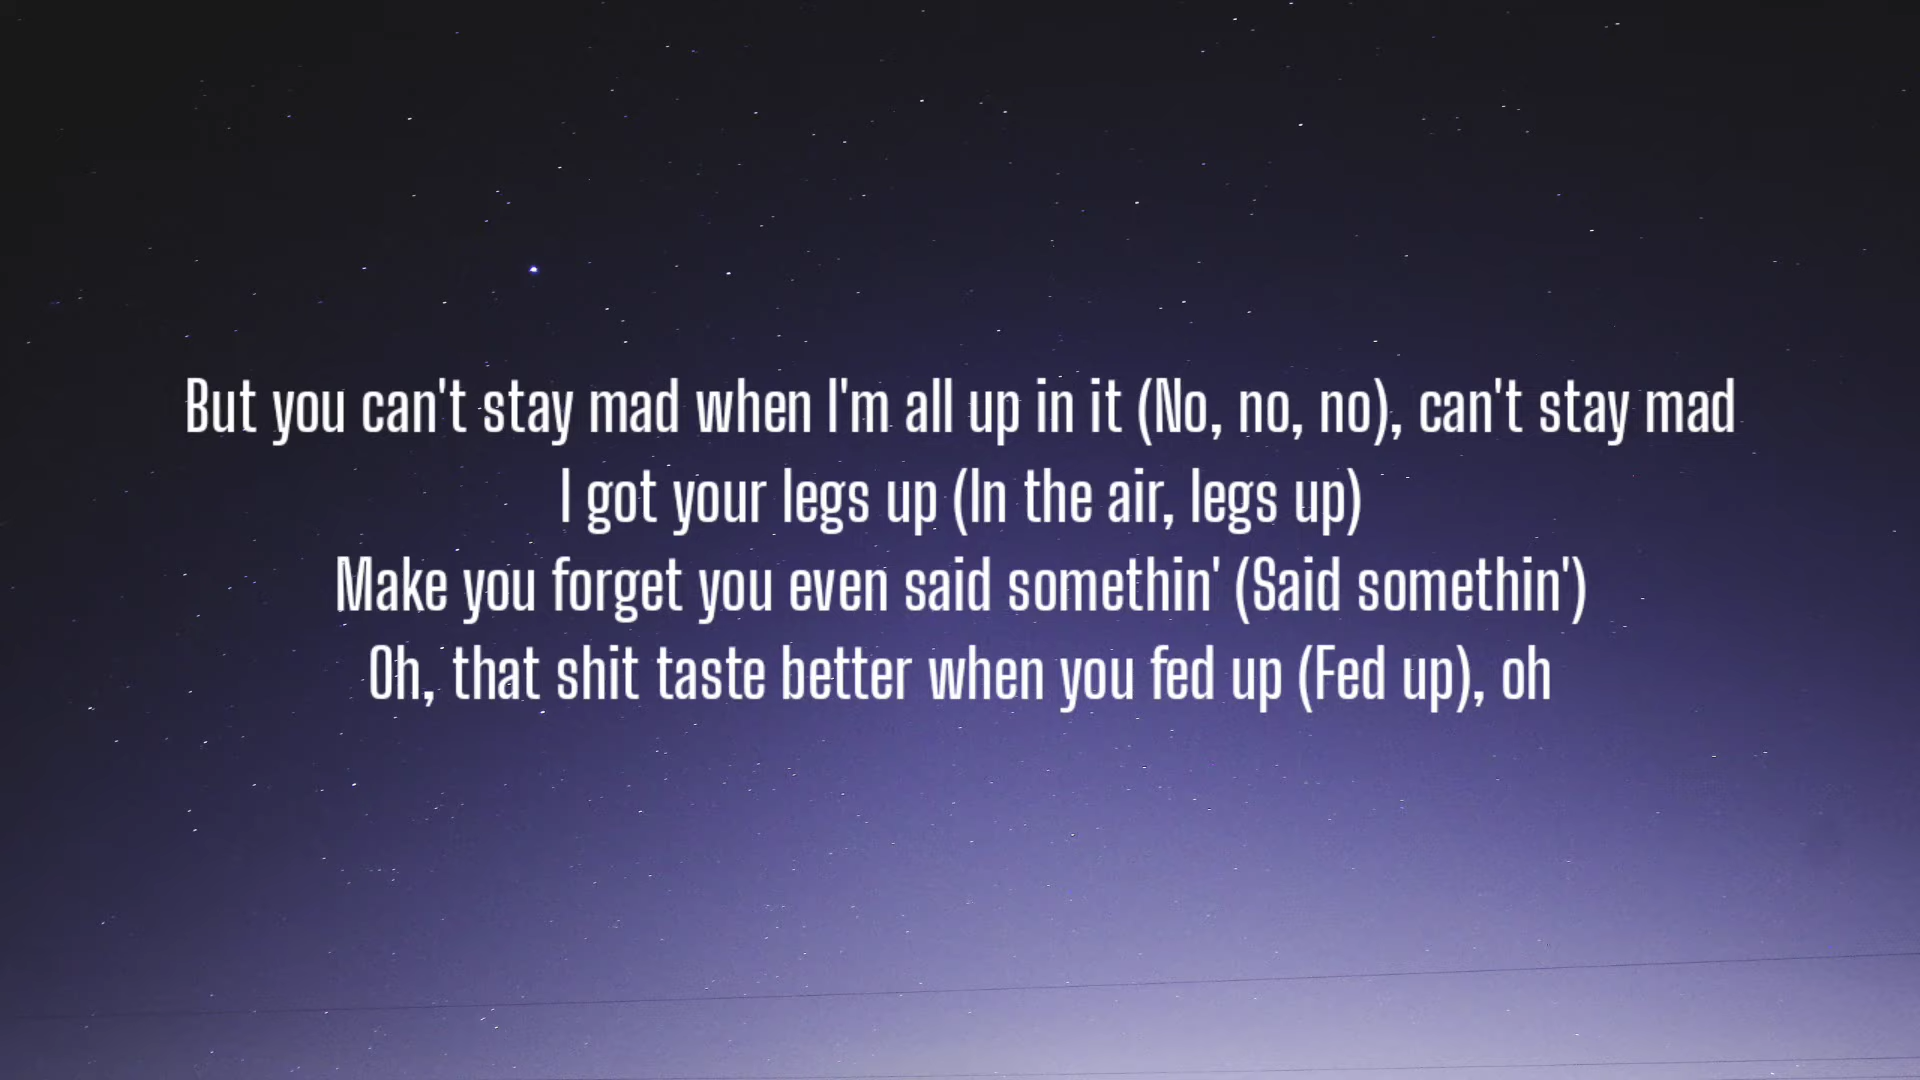 But you can't stay mad when I'm all up in it (No, no, no), can't stay mad
I got your legs up (In the air, legs up)
Make you forget you even said somethin' (Said somethin')
Oh, that shit taste better when you fed up (Fed up), oh